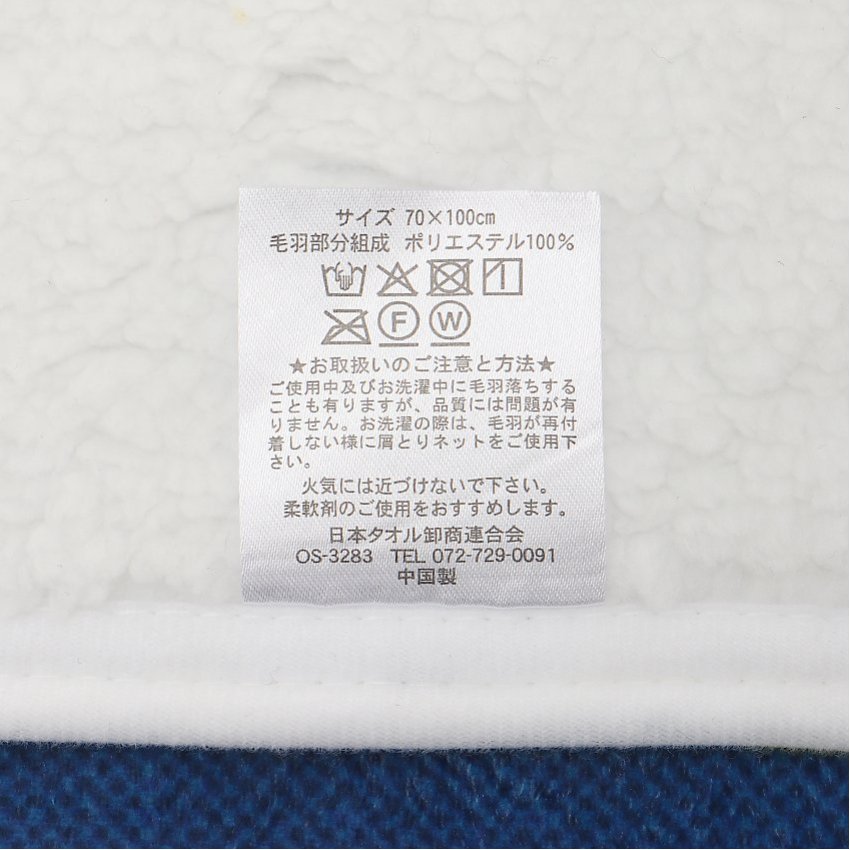 サイズ 70×100cm
毛羽部分組成 ポリエステル100%
F W
★お取扱いのご注意と方法★
ご使用中及びお洗濯中に毛羽落ちする
ことも有りますが、品質には問題が有
りません。お洗濯の際は、毛羽が再付
着しない様に屑とりネットをご使用下
さい。
火気には近づけないで下さい。
柔軟剤のご使用をおすすめします。
日本タオル卸商連合会
OS-3283 TEL 072-729-0091
中国製